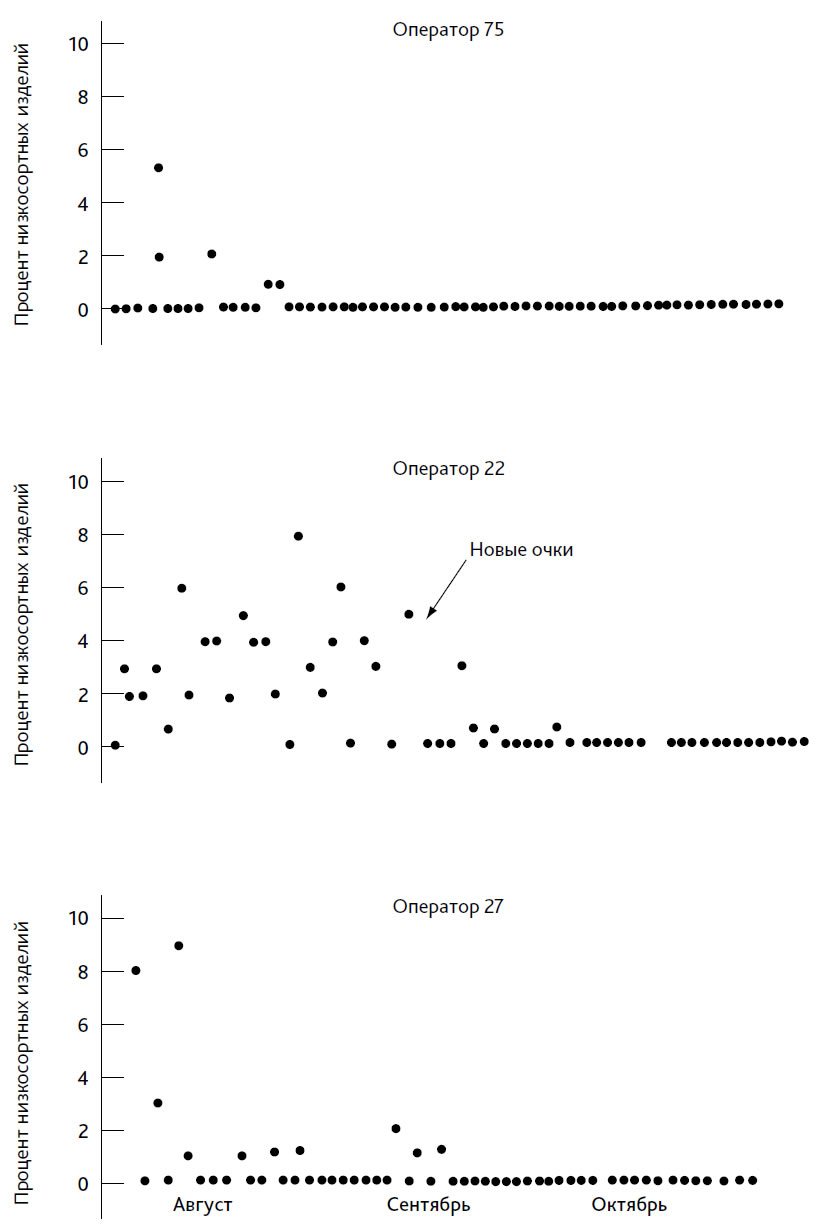 Оператор 75
Процент низкосортных изделий
10
8
6
4
2
0
Оператор 22
Процент низкосортных изделий
10
8
6
4
2
0
Новые очки
Оператор 27
Процент низкосортных изделий
10
8
6
4
2
0
Август Сентябрь Октябрь